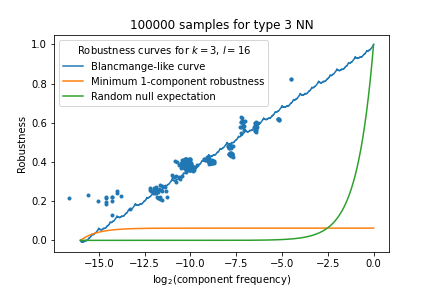 100000 samples for type 3 NN
Robustness curves for k = 3, l = 16
Blancmange-like curve
Minimum 1-component robustness
Random null expectation
Robustness
1.0
0.8
0.6
0.4
0.2
0.0
−15.0 −12.5 −10.0 −7.5 −5.0 −2.5 0.0
log₂(component frequency)